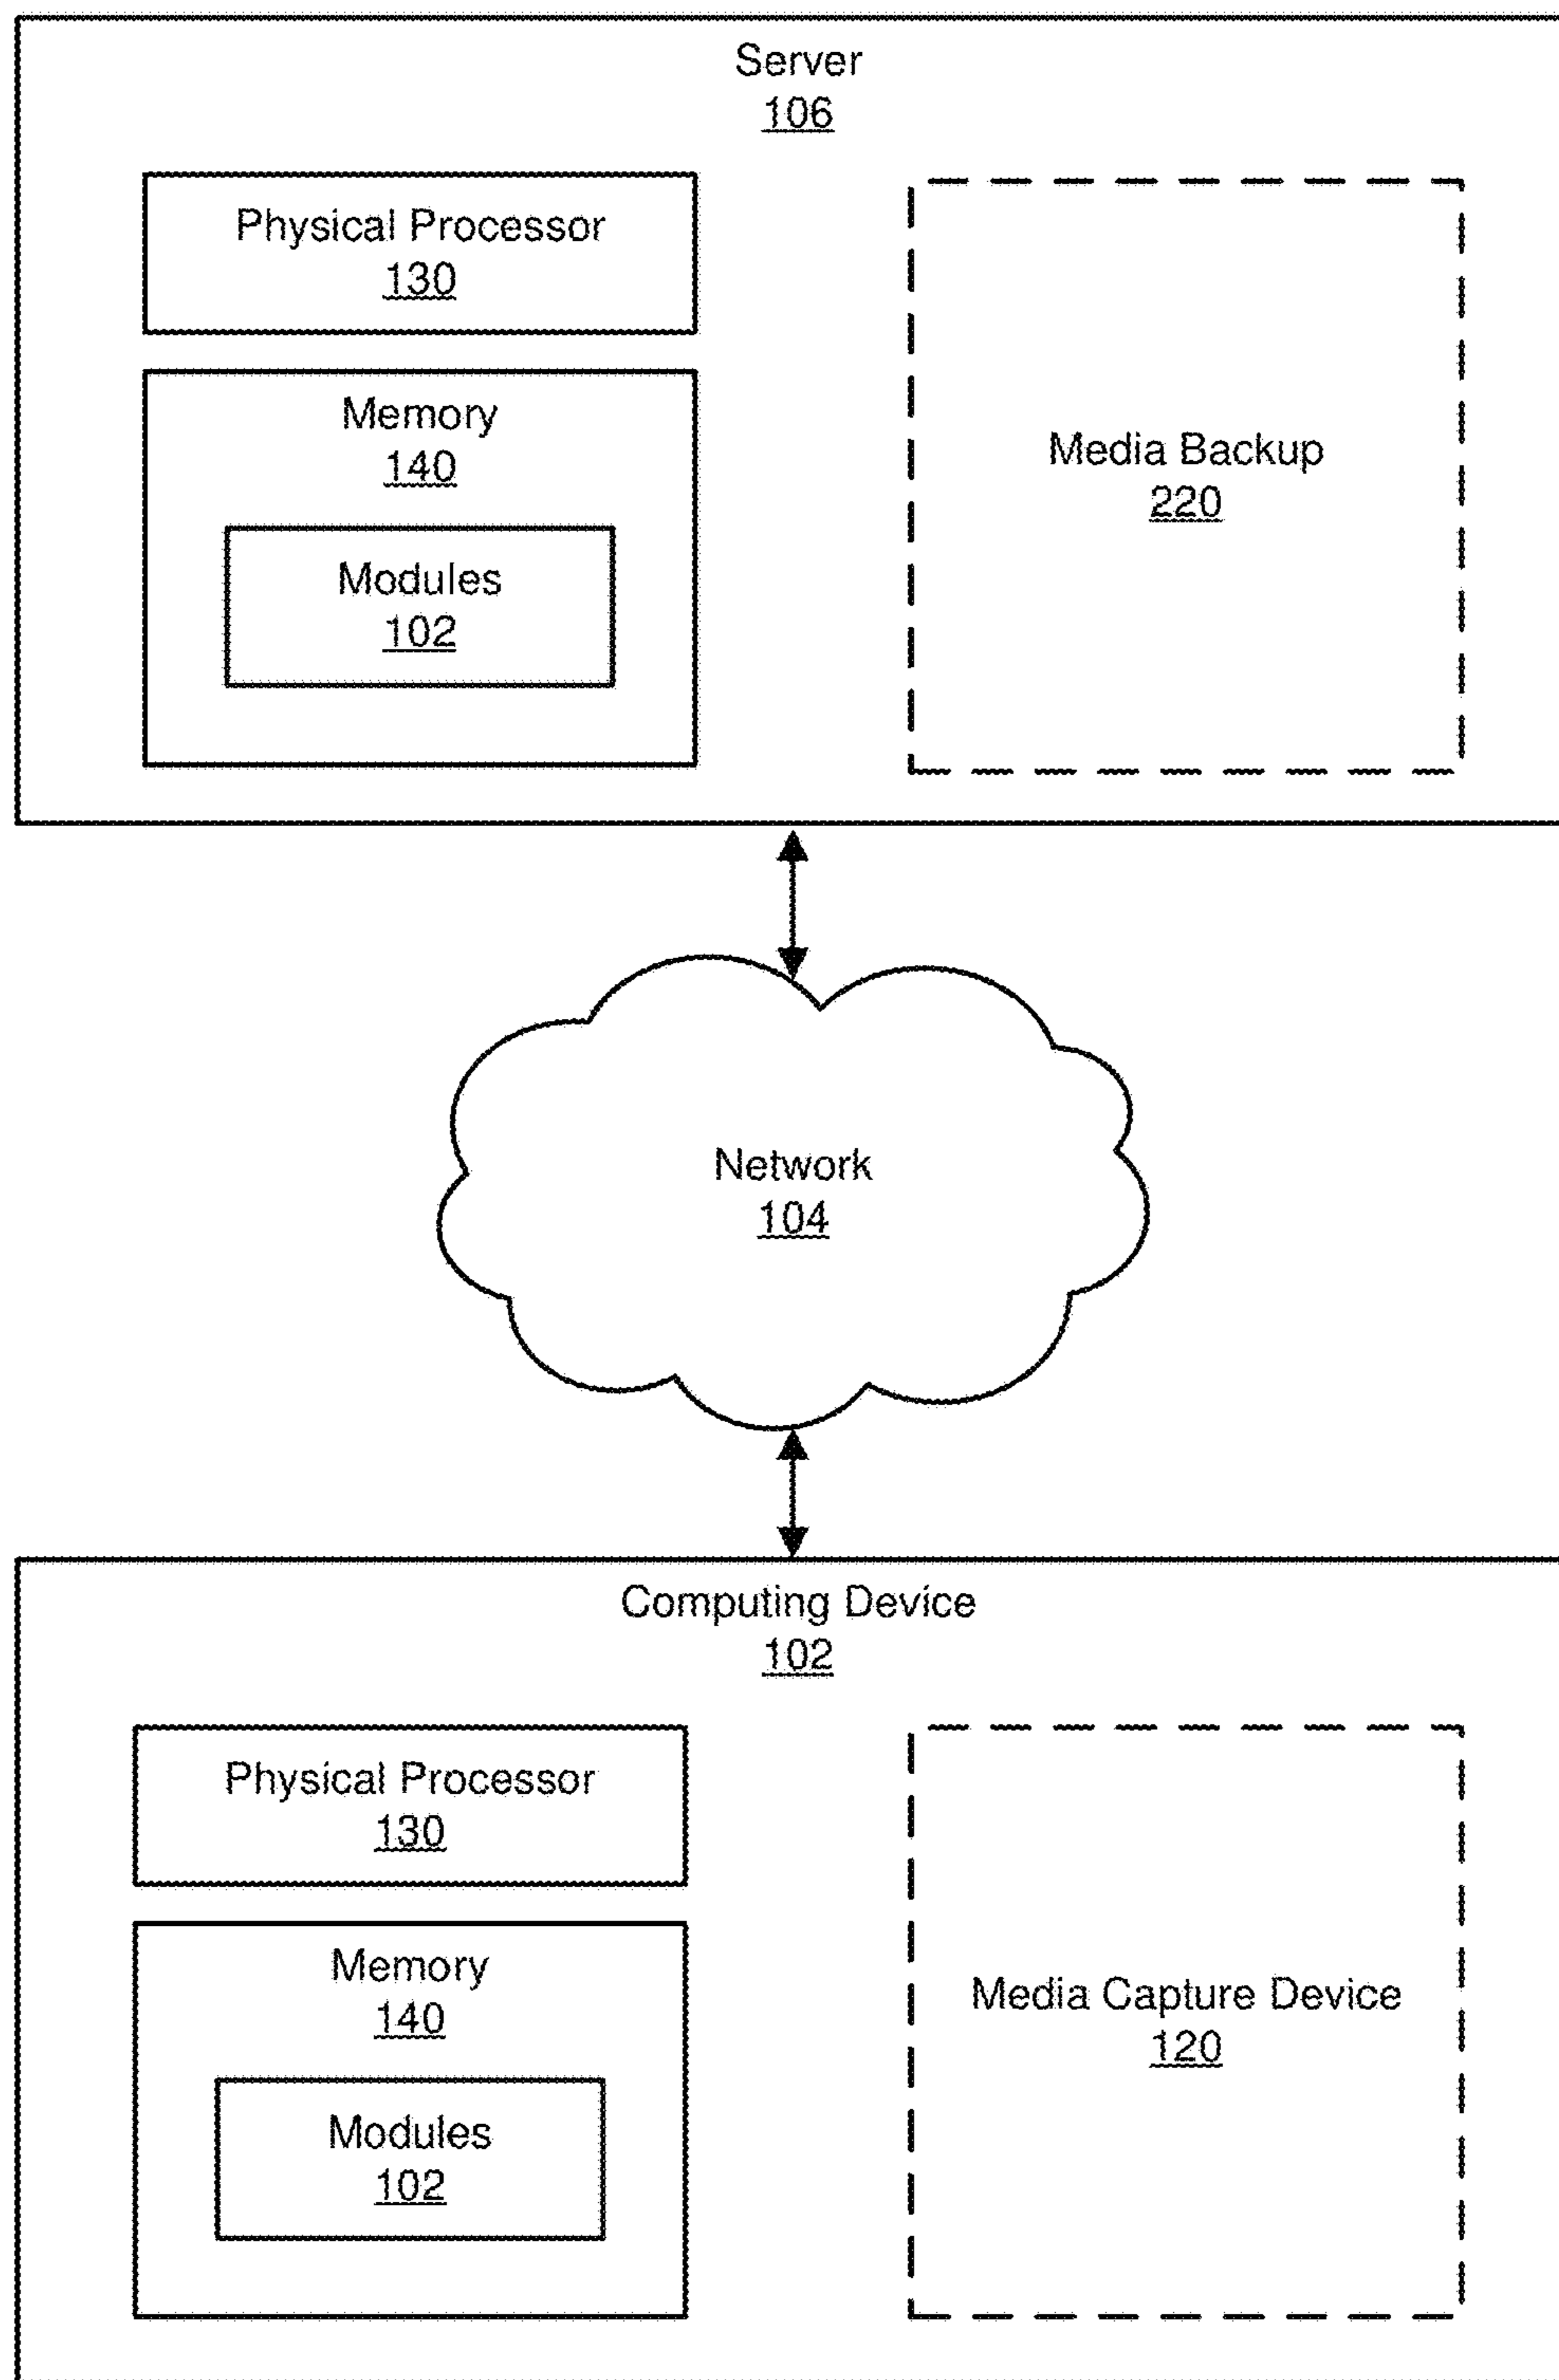 Server
106
Physical Processor
130
Memory
140
Modules
102
Media Backup
220
Network
104
Computing Device
102
Physical Processor
130
Memory
140
Modules
102
Media Capture Device
120